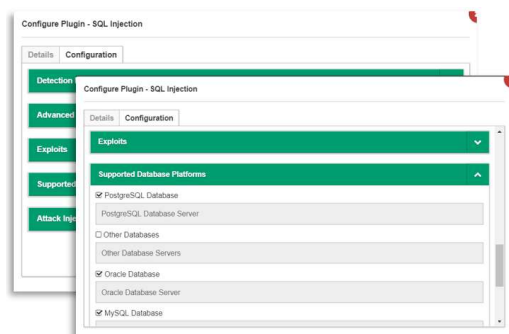 Configure Plugin - SQL Injection
Details Configuration
Detection
Advanced
Exploits
Supported
Attack Inje
Configure Plugin - SQL Injection
Details Configuration
Exploits
Supported Database Platforms
PostgreSQL Database
PostgreSQL Database Server
Other Databases
Other Database Servers
Oracle Database
Oracle Database Server
MySQL Database